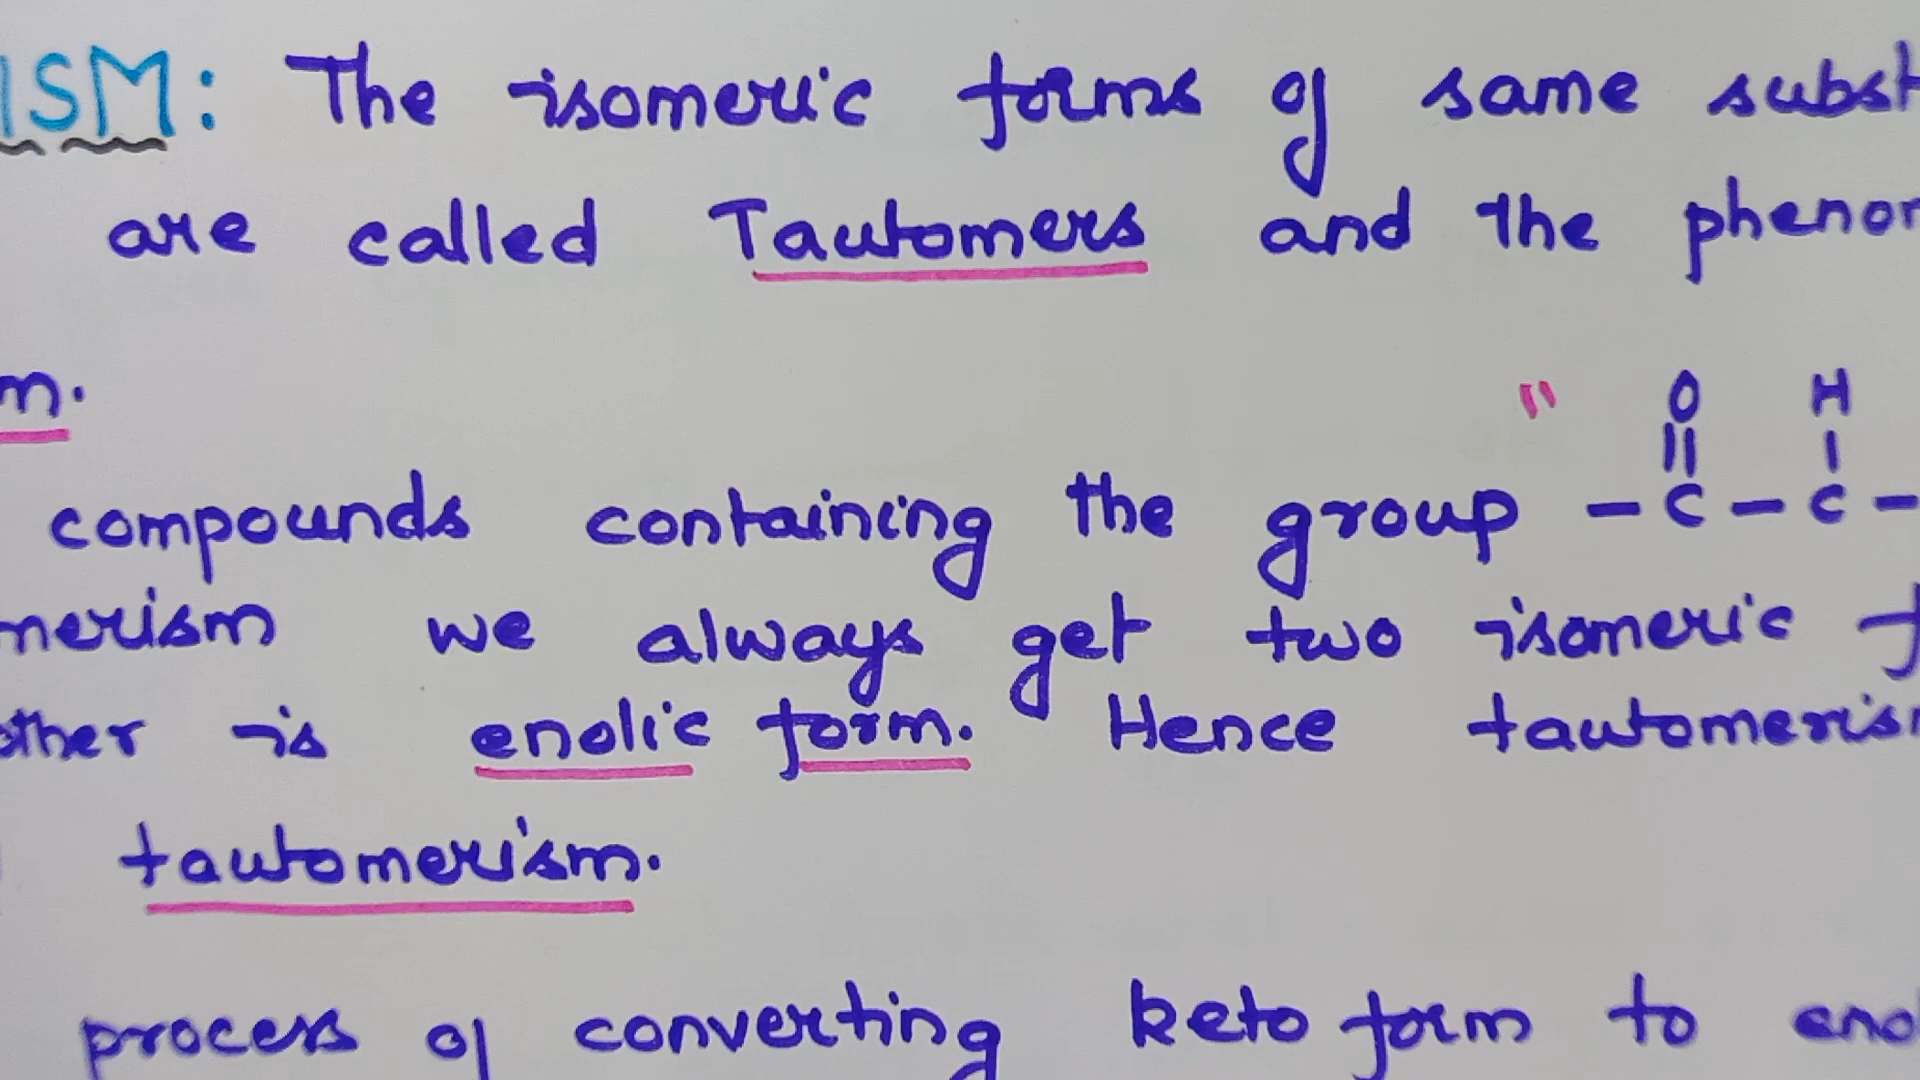 ISM: The isomeric forms of same subst
are called Tautomers and the phenom
m.
" O H
|| |
compounds containing the group -C-C-
merism we always get two isomeric f
other is enolic form. Hence tautomerism
tautomerism.
process of converting keto form to eno